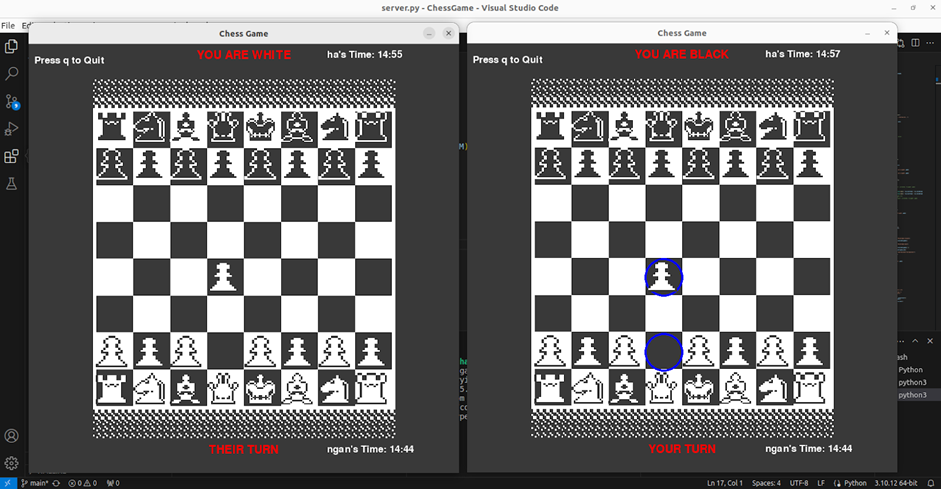 server.py - ChessGame - Visual Studio Code
File
Chess Game
Press q to Quit
YOU ARE WHITE
ha's Time: 14:55
THEIR TURN
ngan's Time: 14:44
Chess Game
Press q to Quit
YOU ARE BLACK
ha's Time: 14:57
YOUR TURN
ngan's Time: 14:44
Python
python3
python3
main*
0
0
0
Ln 17, Col 1
Spaces: 4
UTF-8
LF
Python
3.10.12 64-bit